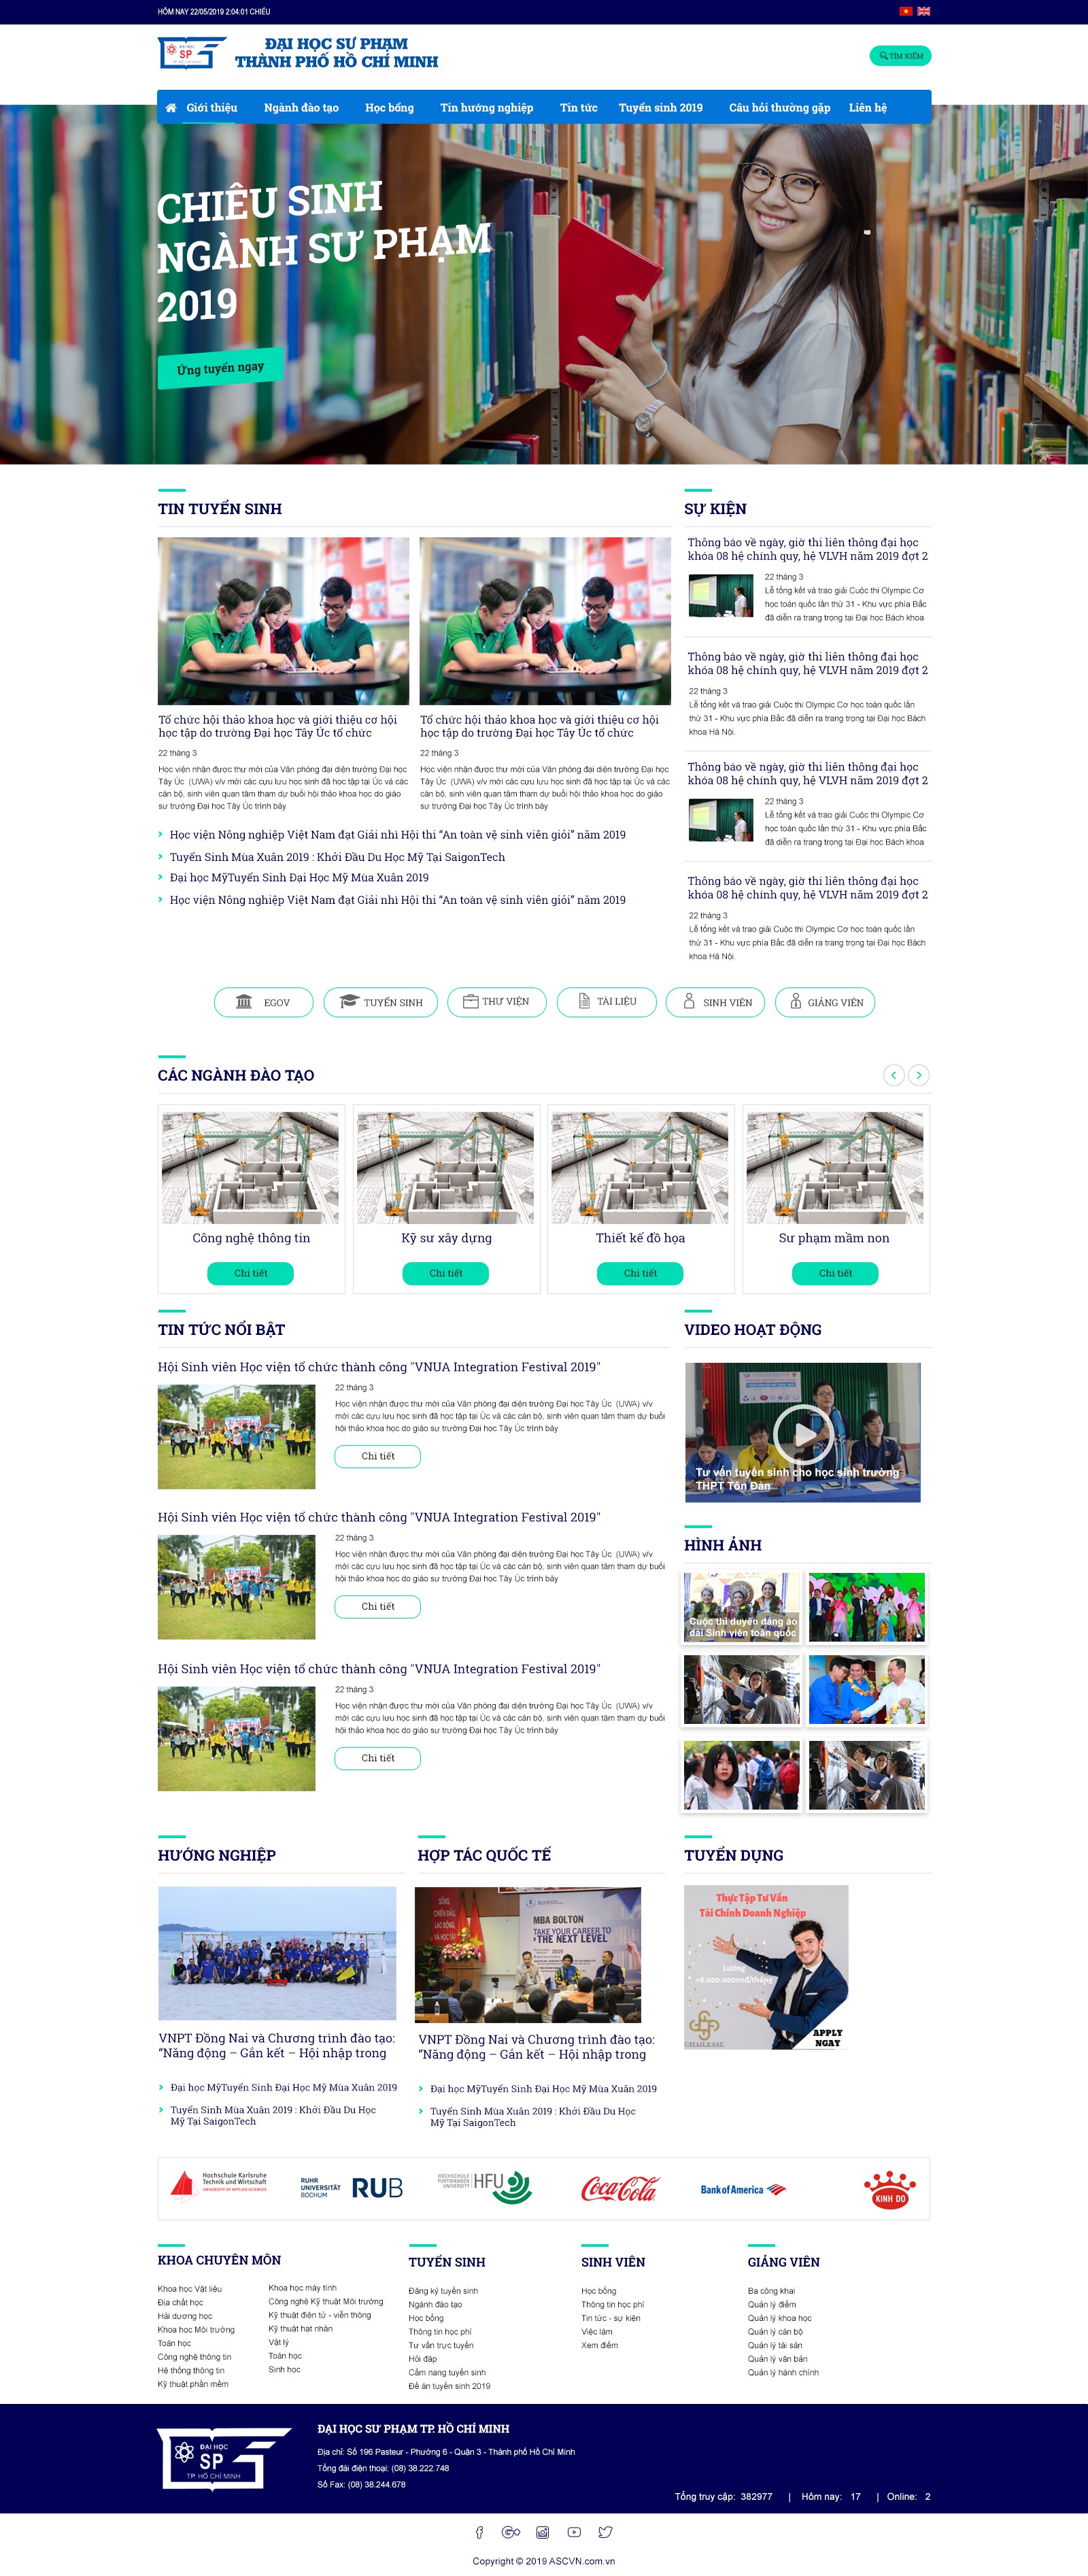 HÔM NAY 22/05/2019 2:04:01 CHIỀU
ĐẠI HỌC
SP
TP. HỒ CHÍ MINH
ĐẠI HỌC SƯ PHẠM
THÀNH PHỐ HỒ CHÍ MINH
TÌM KIẾM
Giới thiệu Ngành đào tạo Học bổng Tin hướng nghiệp Tin tức Tuyển sinh 2019 Câu hỏi thường gặp Liên hệ
CHIÊU SINH
NGÀNH SƯ PHẠM
2019
Ứng tuyển ngay
TIN TUYỂN SINH
Tổ chức hội thảo khoa học và giới thiệu cơ hội
học tập do trường Đại học Tây Úc tổ chức
22 tháng 3
Học viện nhận được thư mời của Văn phòng đại diện trường Đại học
Tây Úc (UWA) v/v mời các cựu lưu học sinh đã học tập tại Úc và các
cán bộ, sinh viên quan tâm tham dự buổi hội thảo khoa học do giáo
sư trường Đại học Tây Úc trình bày
Tổ chức hội thảo khoa học và giới thiệu cơ hội
học tập do trường Đại học Tây Úc tổ chức
22 tháng 3
Học viện nhận được thư mời của Văn phòng đại diện trường Đại học
Tây Úc (UWA) v/v mời các cựu lưu học sinh đã học tập tại Úc và các
cán bộ, sinh viên quan tâm tham dự buổi hội thảo khoa học do giáo
sư trường Đại học Tây Úc trình bày
Học viện Nông nghiệp Việt Nam đạt Giải nhì Hội thi “An toàn vệ sinh viên giỏi” năm 2019
Tuyển Sinh Mùa Xuân 2019 : Khởi Đầu Du Học Mỹ Tại SaigonTech
Đại học MỹTuyển Sinh Đại Học Mỹ Mùa Xuân 2019
Học viện Nông nghiệp Việt Nam đạt Giải nhì Hội thi “An toàn vệ sinh viên giỏi” năm 2019
SỰ KIỆN
Thông báo về ngày, giờ thi liên thông đại học
khóa 08 hệ chính quy, hệ VLVH năm 2019 đợt 2
22 tháng 3
Lễ tổng kết và trao giải Cuộc thi Olympic Cơ
học toàn quốc lần thứ 31 - Khu vực phía Bắc
đã diễn ra trang trọng tại Đại học Bách khoa
Thông báo về ngày, giờ thi liên thông đại học
khóa 08 hệ chính quy, hệ VLVH năm 2019 đợt 2
22 tháng 3
Lễ tổng kết và trao giải Cuộc thi Olympic Cơ học toàn quốc lần
thứ 31 - Khu vực phía Bắc đã diễn ra trang trọng tại Đại học Bách
khoa Hà Nội.
Thông báo về ngày, giờ thi liên thông đại học
khóa 08 hệ chính quy, hệ VLVH năm 2019 đợt 2
22 tháng 3
Lễ tổng kết và trao giải Cuộc thi Olympic Cơ
học toàn quốc lần thứ 31 - Khu vực phía Bắc
đã diễn ra trang trọng tại Đại học Bách khoa
Thông báo về ngày, giờ thi liên thông đại học
khóa 08 hệ chính quy, hệ VLVH năm 2019 đợt 2
22 tháng 3
Lễ tổng kết và trao giải Cuộc thi Olympic Cơ học toàn quốc lần
thứ 31 - Khu vực phía Bắc đã diễn ra trang trọng tại Đại học Bách
khoa Hà Nội.
EGOV TUYỂN SINH THƯ VIỆN TÀI LIỆU SINH VIÊN GIẢNG VIÊN
CÁC NGÀNH ĐÀO TẠO
Công nghệ thông tin Kỹ sư xây dựng Thiết kế đồ họa Sư phạm mầm non
Chi tiết Chi tiết Chi tiết Chi tiết
TIN TỨC NỔI BẬT
Hội Sinh viên Học viện tổ chức thành công "VNUA Integration Festival 2019"
22 tháng 3
Học viện nhận được thư mời của Văn phòng đại diện trường Đại học Tây Úc (UWA) v/v
mời các cựu lưu học sinh đã học tập tại Úc và các cán bộ, sinh viên quan tâm tham dự buổi
hội thảo khoa học do giáo sư trường Đại học Tây Úc trình bày
Chi tiết
Hội Sinh viên Học viện tổ chức thành công "VNUA Integration Festival 2019"
22 tháng 3
Học viện nhận được thư mời của Văn phòng đại diện trường Đại học Tây Úc (UWA) v/v
mời các cựu lưu học sinh đã học tập tại Úc và các cán bộ, sinh viên quan tâm tham dự buổi
hội thảo khoa học do giáo sư trường Đại học Tây Úc trình bày
Chi tiết
Hội Sinh viên Học viện tổ chức thành công "VNUA Integration Festival 2019"
22 tháng 3
Học viện nhận được thư mời của Văn phòng đại diện trường Đại học Tây Úc (UWA) v/v
mời các cựu lưu học sinh đã học tập tại Úc và các cán bộ, sinh viên quan tâm tham dự buổi
hội thảo khoa học do giáo sư trường Đại học Tây Úc trình bày
Chi tiết
VIDEO HOẠT ĐỘNG
Tư vấn tuyển sinh cho học sinh trường
THPT Tôn Đản
HÌNH ẢNH
Cuộc thi duyên dáng áo
dài Sinh viên toàn quốc
HƯỚNG NGHIỆP
VNPT Đồng Nai và Chương trình đào tạo:
“Năng động – Gắn kết – Hội nhập trong
Đại học MỹTuyển Sinh Đại Học Mỹ Mùa Xuân 2019
Tuyển Sinh Mùa Xuân 2019 : Khởi Đầu Du Học
Mỹ Tại SaigonTech
HỢP TÁC QUỐC TẾ
SỐNG,
CHIẾN ĐẤU,
LAO ĐỘNG
VÀ HỌC TẬP
MBA BOLTON
TAKE YOUR CAREER TO
THE NEXT LEVEL
2019
VNPT Đồng Nai và Chương trình đào tạo:
“Năng động – Gắn kết – Hội nhập trong
Đại học MỹTuyển Sinh Đại Học Mỹ Mùa Xuân 2019
Tuyển Sinh Mùa Xuân 2019 : Khởi Đầu Du Học
Mỹ Tại SaigonTech
TUYỂN DỤNG
Thực Tập Tư Vấn
Tài Chính Doanh Nghiệp
Lương
>8.000.000vnđ/tháng
CHAILEASE
APPLY
NGAY
Hochschule Karlsruhe
Technik und Wirtschaft
UNIVERSITY OF APPLIED SCIENCES
RUHR
UNIVERSITÄT
BOCHUM
RUB
HOCHSCHULE
FURTWANGEN
UNIVERSITY
HFU
Coca-Cola
Bank of America
KINH DO
KHOA CHUYÊN MÔN
Khoa học Vật liệu
Địa chất học
Hải dương học
Khoa học Môi trường
Toán học
Công nghệ thông tin
Hệ thống thông tin
Kỹ thuật phần mềm
Khoa học máy tính
Công nghệ Kỹ thuật Môi trường
Kỹ thuật điện tử - viễn thông
Kỹ thuật hạt nhân
Vật lý
Toán học
Sinh học
TUYỂN SINH
Đăng ký tuyển sinh
Ngành đào tạo
Học bổng
Thông tin học phí
Tư vấn trực tuyến
Hỏi đáp
Cẩm nang tuyển sinh
Đề án tuyển sinh 2019
SINH VIÊN
Học bổng
Thông tin học phí
Tin tức - sự kiện
Việc làm
Xem điểm
GIẢNG VIÊN
Ba công khai
Quản lý điểm
Quản lý khoa học
Quản lý cán bộ
Quản lý tài sản
Quản lý văn bản
Quản lý hành chính
ĐẠI HỌC
SP
TP. HỒ CHÍ MINH
ĐẠI HỌC SƯ PHẠM TP. HỒ CHÍ MINH
Địa chỉ: Số 196 Pasteur - Phường 6 - Quận 3 - Thành phố Hồ Chí Minh
Tổng đài điện thoại: (08) 38.222.748
Số Fax: (08) 38.244.678
Tổng truy cập: 382977 | Hôm nay: 17 | Online: 2
Copyright © 2019 ASCVN.com.vn